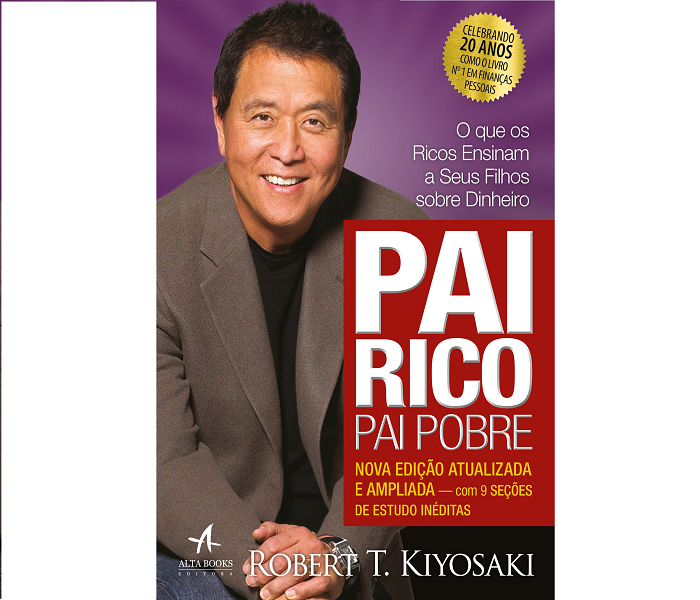 CELEBRANDO
20 ANOS
COMO O LIVRO
Nº 1 EM FINANÇAS
PESSOAIS
O que os
Ricos Ensinam
a Seus Filhos
sobre Dinheiro
PAI
RICO
PAI POBRE
NOVA EDIÇÃO ATUALIZADA
E AMPLIADA — com 9 SEÇÕES
DE ESTUDO INÉDITAS
ALTA BOOKS
EDITORA
ROBERT T. KIYOSAKI